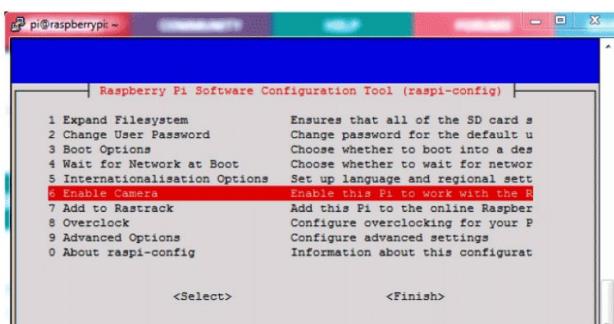 pi@raspberrypi: ~
COMMUNITY HELP FORUMS
Raspberry Pi Software Configuration Tool (raspi-config)
1 Expand Filesystem Ensures that all of the SD card s
2 Change User Password Change password for the default u
3 Boot Options Choose whether to boot into a des
4 Wait for Network at Boot Choose whether to wait for networ
5 Internationalisation Options Set up language and regional sett
6 Enable Camera Enable this Pi to work with the R
7 Add to Rastrack Add this Pi to the online Raspber
8 Overclock Configure overclocking for your P
9 Advanced Options Configure advanced settings
0 About raspi-config Information about this configurat
<Select> <Finish>